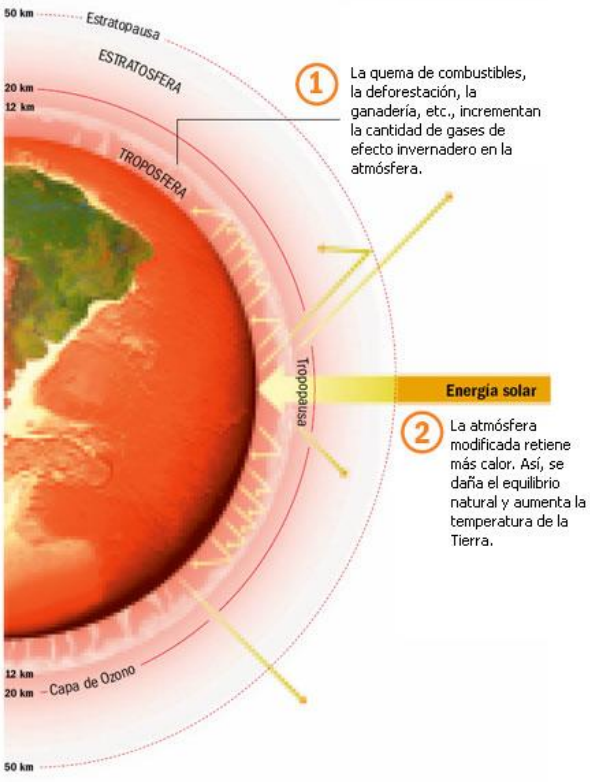 50 km
Estratopausa
ESTRATOSFERA
20 km
12 km
TROPOSFERA
1
La quema de combustibles,
la deforestación, la
ganadería, etc., incrementan
la cantidad de gases de
efecto invernadero en la
atmósfera.
Tropopausa
Energía solar
2
La atmósfera
modificada retiene
más calor. Así, se
daña el equilibrio
natural y aumenta la
temperatura de la
Tierra.
12 km
20 km
Capa de Ozono
50 km